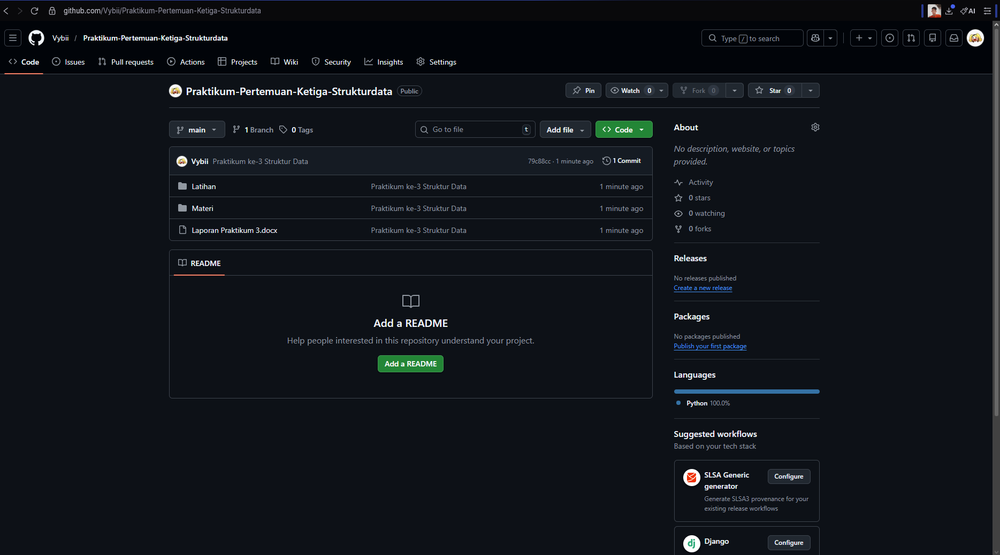 github.com/Vybii/Praktikum-Pertemuan-Ketiga-Strukturdata
AI
Vybii / Praktikum-Pertemuan-Ketiga-Strukturdata
Type / to search
Code Issues Pull requests Actions Projects Wiki Security Insights Settings
Praktikum-Pertemuan-Ketiga-Strukturdata Public
Pin Watch 0 Fork 0 Star 0
main 1 Branch 0 Tags
Go to file t Add file Code
Vybii Praktikum ke-3 Struktur Data 79c88cc · 1 minute ago 1 Commit
Latihan Praktikum ke-3 Struktur Data 1 minute ago
Materi Praktikum ke-3 Struktur Data 1 minute ago
Laporan Praktikum 3.docx Praktikum ke-3 Struktur Data 1 minute ago
README
Add a README
Help people interested in this repository understand your project.
Add a README
About
No description, website, or topics
provided.
Activity
0 stars
0 watching
0 forks
Releases
No releases published
Create a new release
Packages
No packages published
Publish your first package
Languages
Python 100.0%
Suggested workflows
Based on your tech stack
SLSA Generic
generator
Configure
Generate SLSA3 provenance for your
existing release workflows
dj Django Configure